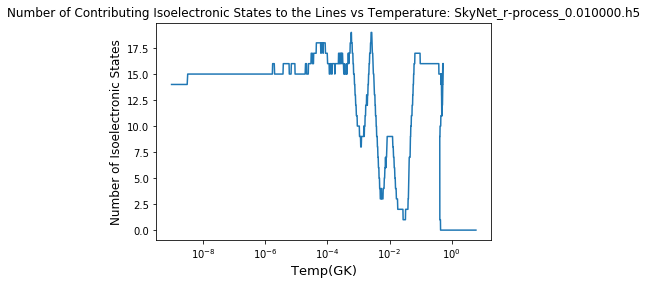 Number of Contributing Isoelectronic States to the Lines vs Temperature: SkyNet_r-process_0.010000.h5
Number of Isoelectronic States
17.5
15.0
12.5
10.0
7.5
5.0
2.5
0.0
10⁻⁸ 10⁻⁶ 10⁻⁴ 10⁻² 10⁰
Temp(GK)